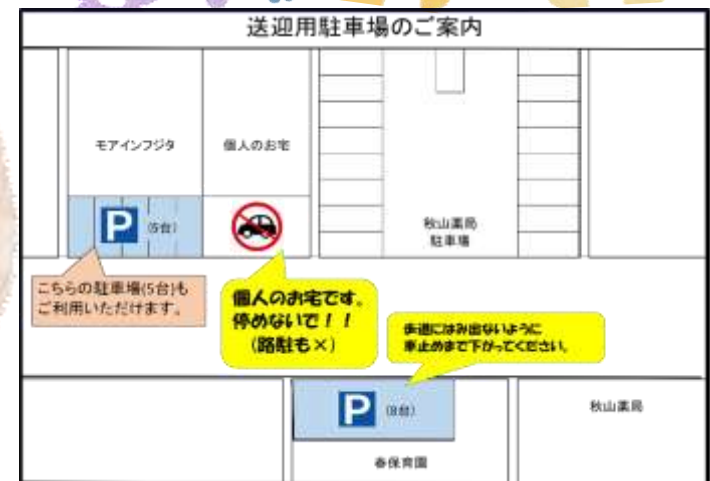 送迎用駐車場のご案内
モアインフジタ
個人のお宅
P
(5台)
秋山薬局
駐車場
こちらの駐車場(5台)も
ご利用いただけます。
個人のお宅です。
停めないで！！
(路駐も×)
歩道にはみ出ないように
車止めまで下がってください。
P
(8台)
秋山薬局
春保育園